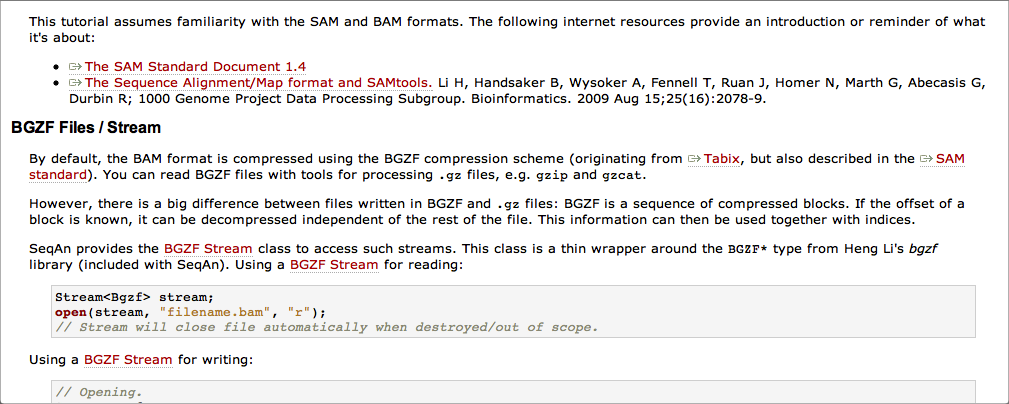 This tutorial assumes familiarity with the SAM and BAM formats. The following internet resources provide an introduction or reminder of what
it's about:
The SAM Standard Document 1.4
The Sequence Alignment/Map format and SAMtools. Li H, Handsaker B, Wysoker A, Fennell T, Ruan J, Homer N, Marth G, Abecasis G,
Durbin R; 1000 Genome Project Data Processing Subgroup. Bioinformatics. 2009 Aug 15;25(16):2078-9.
BGZF Files / Stream
By default, the BAM format is compressed using the BGZF compression scheme (originating from Tabix, but also described in the SAM
standard). You can read BGZF files with tools for processing .gz files, e.g. gzip and gzcat.
However, there is a big difference between files written in BGZF and .gz files: BGZF is a sequence of compressed blocks. If the offset of a
block is known, it can be decompressed independent of the rest of the file. This information can then be used together with indices.
SeqAn provides the BGZF Stream class to access such streams. This class is a thin wrapper around the BGZF* type from Heng Li's bgzf
library (included with SeqAn). Using a BGZF Stream for reading:
Stream<Bgzf> stream;
open(stream, "filename.bam", "r");
// Stream will close file automatically when destroyed/out of scope.
Using a BGZF Stream for writing:
// Opening.